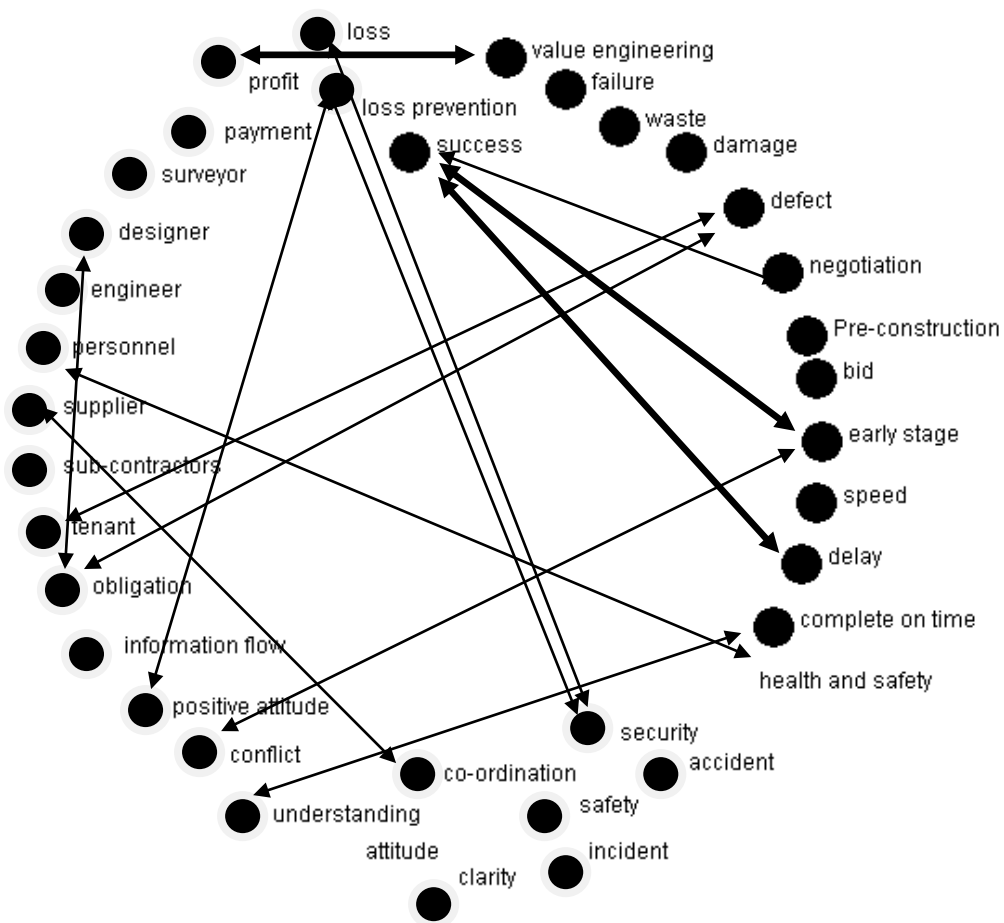 loss
value engineering
profit
failure
loss prevention
waste
payment
success
damage
surveyor
defect
designer
negotiation
engineer
Pre-construction
personnel
bid
supplier
early stage
sub-contractors
speed
tenant
delay
obligation
complete on time
information flow
health and safety
positive attitude
security
conflict
accident
co-ordination
safety
understanding
attitude
incident
clarity